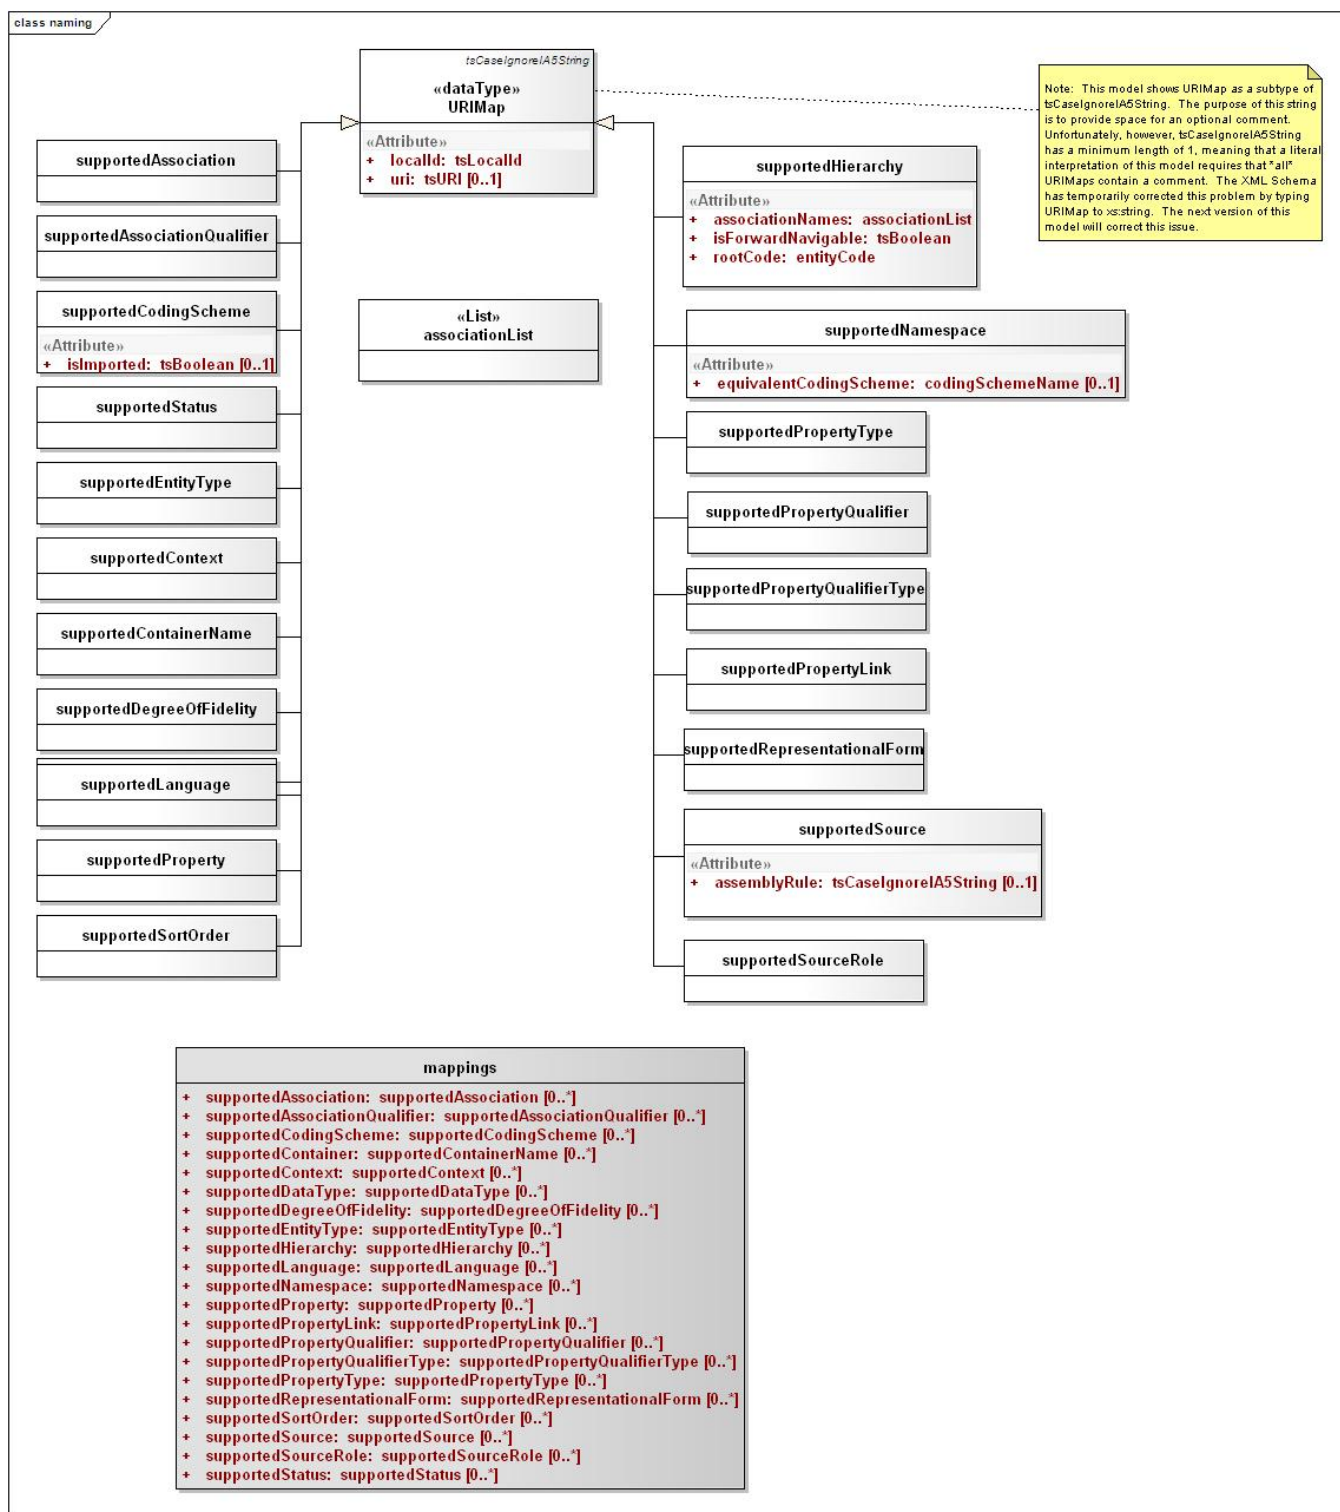 class naming
tsCaseIgnoreIA5String
«dataType»
URIMap
«Attribute»
+ localId: tsLocalId
+ uri: tsURI [0..1]
Note: This model shows URIMap as a subtype of
tsCaseIgnoreIA5String. The purpose of this string
is to provide space for an optional comment.
Unfortunately, however, tsCaseIgnoreIA5String
has a minimum length of 1, meaning that a literal
interpretation of this model requires that "all"
URIMaps contain a comment. The XML Schema
has temporarily corrected this problem by typing
URIMap to xs:string. The next version of this
model will correct this issue.
supportedAssociation
supportedAssociationQualifier
supportedCodingScheme
«Attribute»
+ isImported: tsBoolean [0..1]
supportedStatus
supportedEntityType
supportedContext
supportedContainerName
supportedDegreeOfFidelity
supportedLanguage
supportedProperty
supportedSortOrder
«List»
associationList
supportedHierarchy
«Attribute»
+ associationNames: associationList
+ isForwardNavigable: tsBoolean
+ rootCode: entityCode
supportedNamespace
«Attribute»
+ equivalentCodingScheme: codingSchemeName [0..1]
supportedPropertyType
supportedPropertyQualifier
supportedPropertyQualifierType
supportedPropertyLink
supportedRepresentationalForm
supportedSource
«Attribute»
+ assemblyRule: tsCaseIgnoreIA5String [0..1]
supportedSourceRole
mappings
+ supportedAssociation: supportedAssociation [0..*]
+ supportedAssociationQualifier: supportedAssociationQualifier [0..*]
+ supportedCodingScheme: supportedCodingScheme [0..*]
+ supportedContainer: supportedContainerName [0..*]
+ supportedContext: supportedContext [0..*]
+ supportedDataType: supportedDataType [0..*]
+ supportedDegreeOfFidelity: supportedDegreeOfFidelity [0..*]
+ supportedEntityType: supportedEntityType [0..*]
+ supportedHierarchy: supportedHierarchy [0..*]
+ supportedLanguage: supportedLanguage [0..*]
+ supportedNamespace: supportedNamespace [0..*]
+ supportedProperty: supportedProperty [0..*]
+ supportedPropertyLink: supportedPropertyLink [0..*]
+ supportedPropertyQualifier: supportedPropertyQualifier [0..*]
+ supportedPropertyQualifierType: supportedPropertyQualifierType [0..*]
+ supportedPropertyType: supportedPropertyType [0..*]
+ supportedRepresentationalForm: supportedRepresentationalForm [0..*]
+ supportedSortOrder: supportedSortOrder [0..*]
+ supportedSource: supportedSource [0..*]
+ supportedSourceRole: supportedSourceRole [0..*]
+ supportedStatus: supportedStatus [0..*]